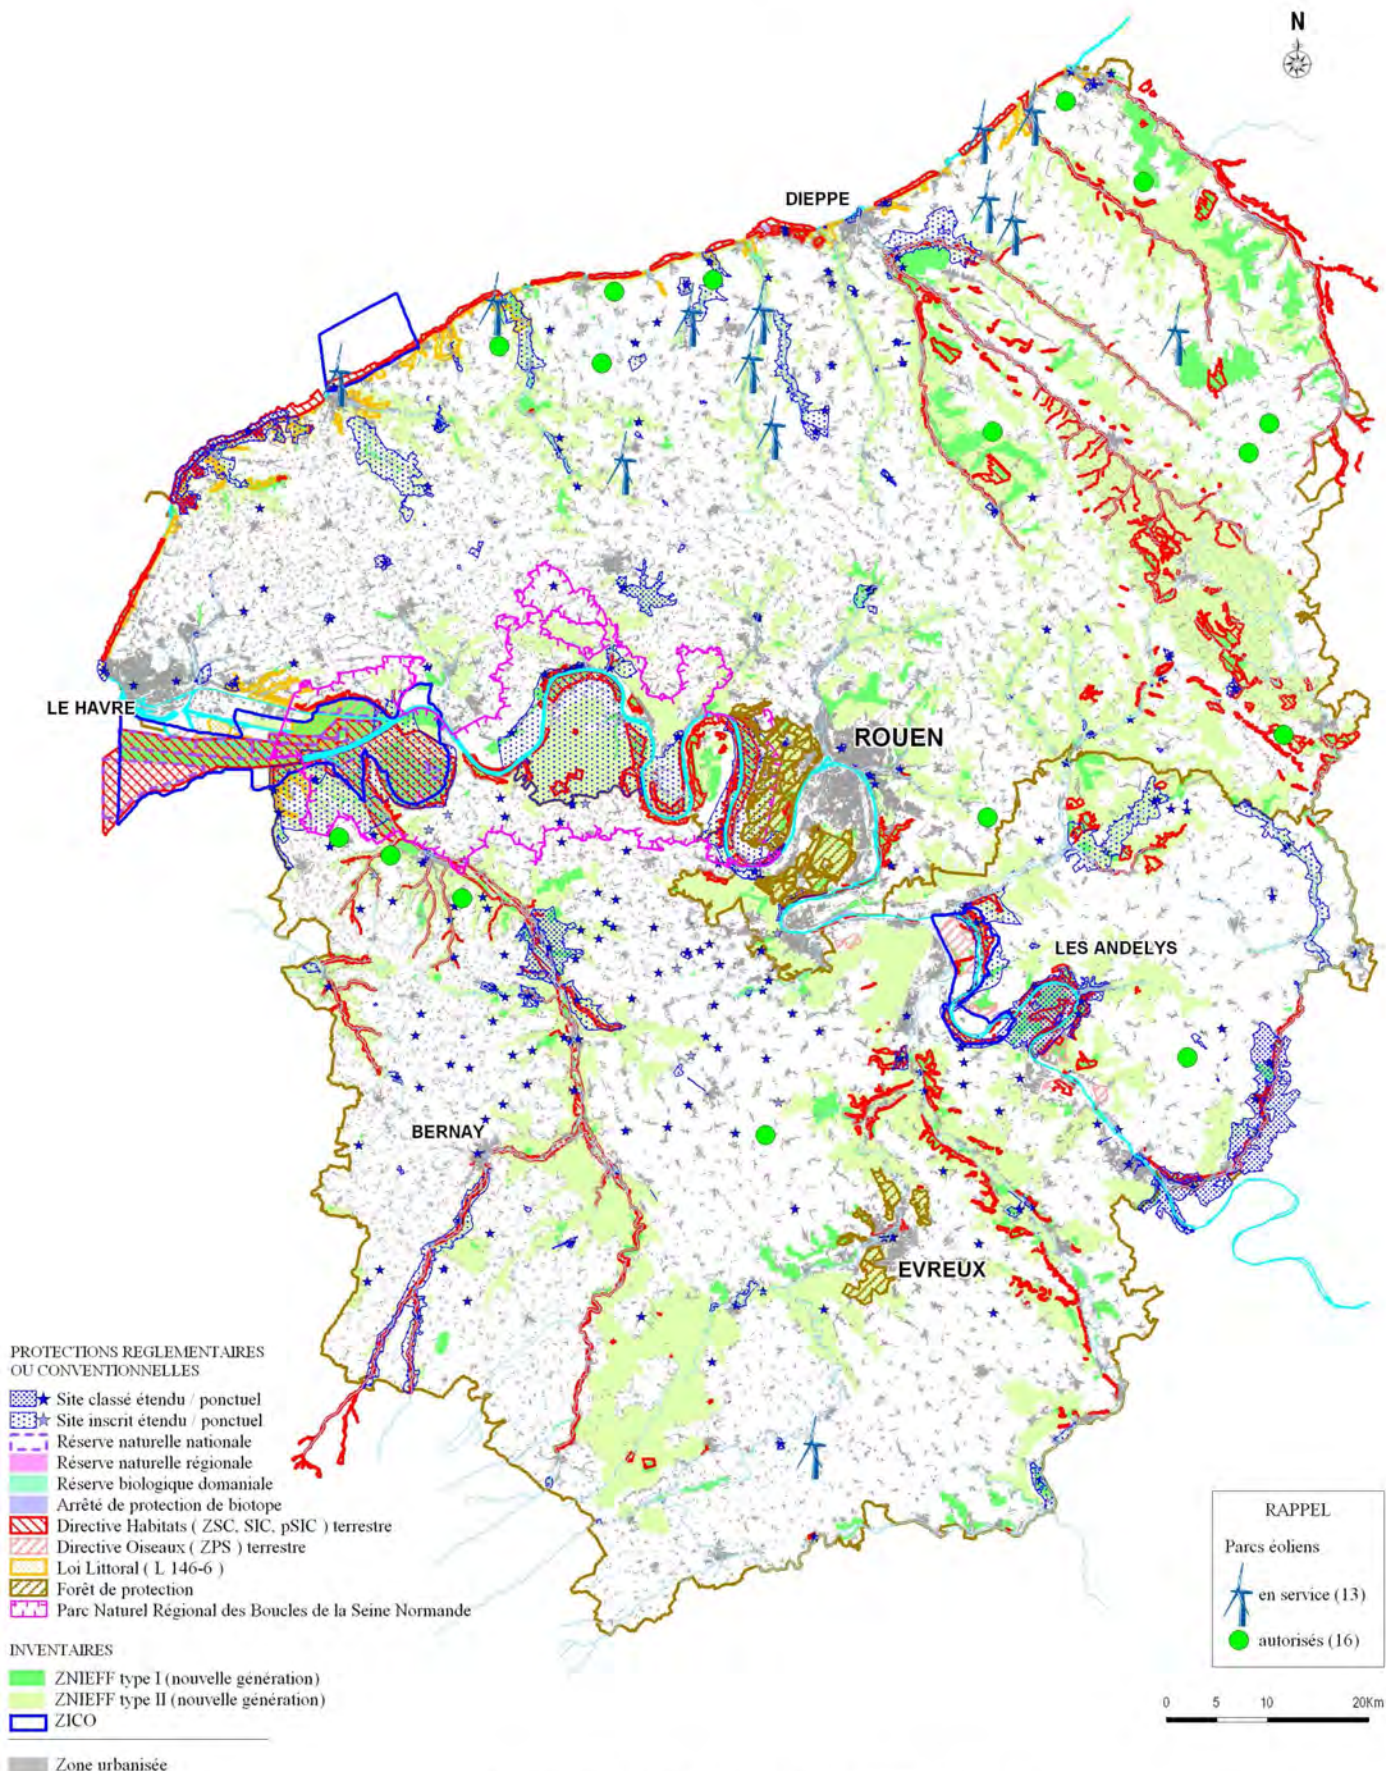 N
DIEPPE
LE HAVRE
ROUEN
LES ANDELYS
BERNAY
EVREUX
PROTECTIONS REGLEMENTAIRES
OU CONVENTIONNELLES
Site classé étendu / ponctuel
Site inscrit étendu / ponctuel
Réserve naturelle nationale
Réserve naturelle régionale
Réserve biologique domaniale
Arrêté de protection de biotope
Directive Habitats ( ZSC, SIC, pSIC ) terrestre
Directive Oiseaux ( ZPS ) terrestre
Loi Littoral ( L 146-6 )
Forêt de protection
Parc Naturel Régional des Boucles de la Seine Normande
INVENTAIRES
ZNIEFF type I (nouvelle génération)
ZNIEFF type II (nouvelle génération)
ZICO
Zone urbanisée
RAPPEL
Parcs éoliens
en service (13)
autorisés (16)
0 5 10 20Km